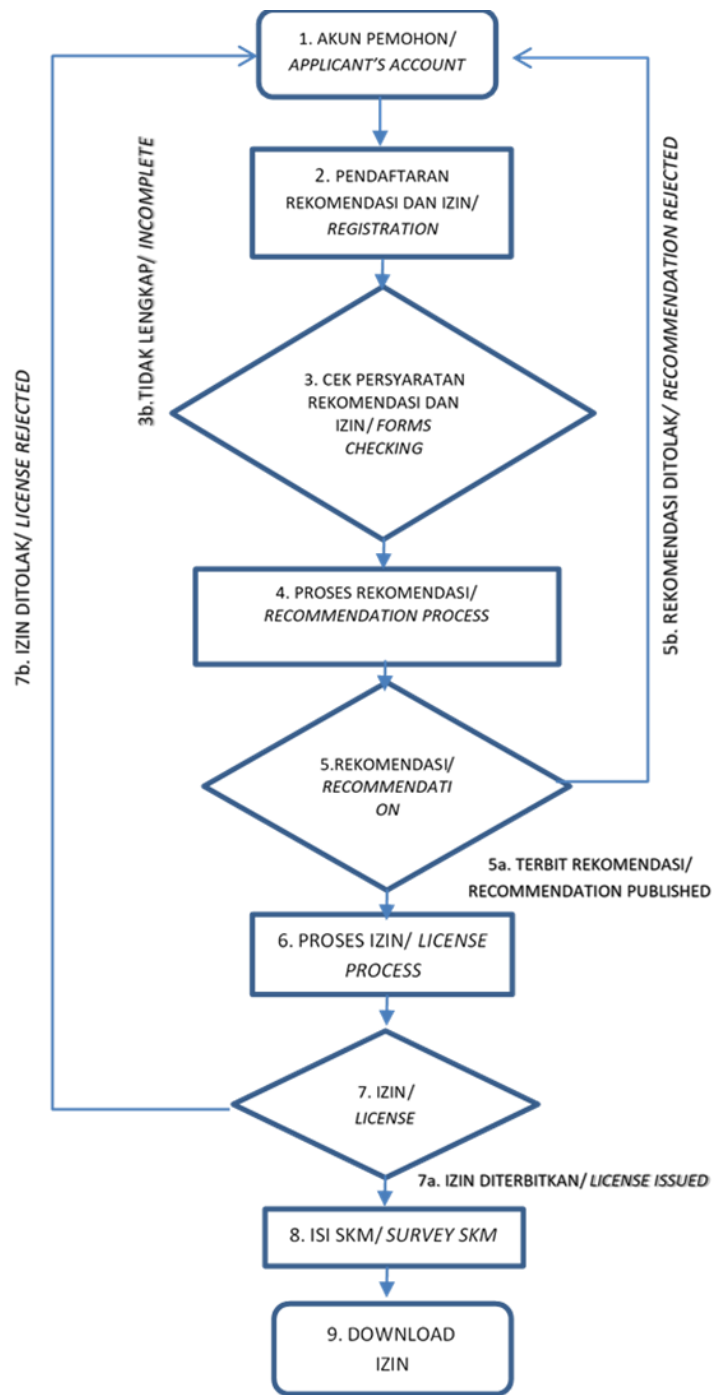 1. AKUN PEMOHON/
APPLICANT'S ACCOUNT
2. PENDAFTARAN
REKOMENDASI DAN IZIN/
REGISTRATION
3b.TIDAK LENGKAP/ INCOMPLETE
3. CEK PERSYARATAN
REKOMENDASI DAN
IZIN/ FORMS
CHECKING
7b. IZIN DITOLAK/ LICENSE REJECTED
5b. REKOMENDASI DITOLAK/ RECOMMENDATION REJECTED
4. PROSES REKOMENDASI/
RECOMMENDATION PROCESS
5.REKOMENDASI/
RECOMMENDATI
ON
5a. TERBIT REKOMENDASI/
RECOMMENDATION PUBLISHED
6. PROSES IZIN/ LICENSE
PROCESS
7. IZIN/
LICENSE
7a. IZIN DITERBITKAN/ LICENSE ISSUED
8. ISI SKM/ SURVEY SKM
9. DOWNLOAD
IZIN